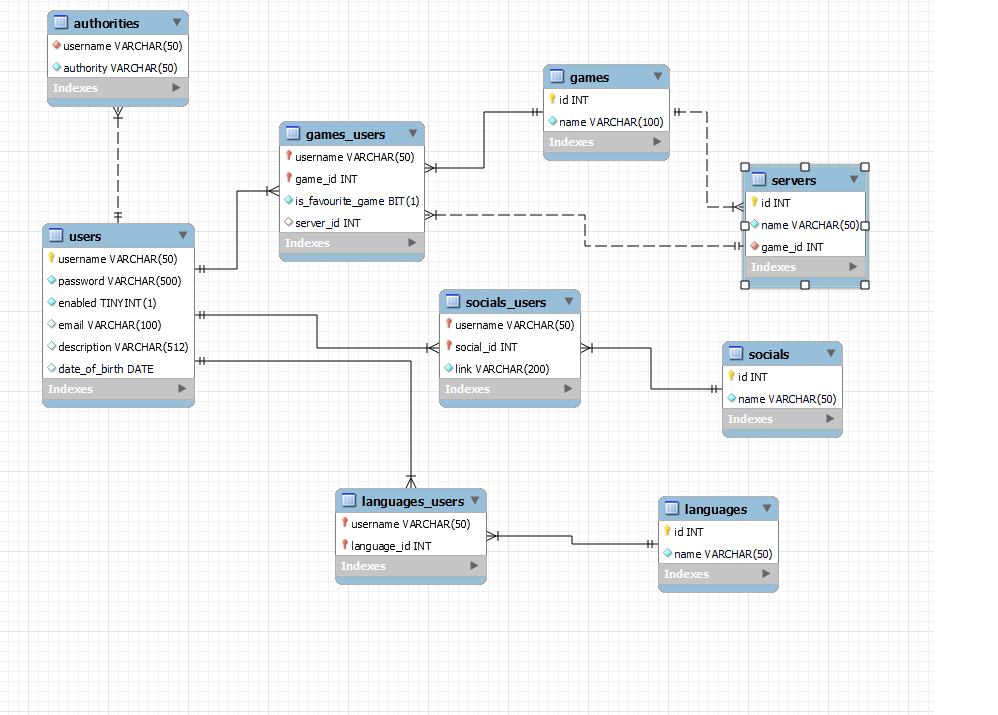 authorities
username VARCHAR(50)
authority VARCHAR(50)
Indexes
games
id INT
name VARCHAR(100)
Indexes
games_users
username VARCHAR(50)
game_id INT
is_favourite_game BIT(1)
server_id INT
Indexes
servers
id INT
name VARCHAR(50)
game_id INT
Indexes
users
username VARCHAR(50)
password VARCHAR(500)
enabled TINYINT(1)
email VARCHAR(100)
description VARCHAR(512)
date_of_birth DATE
Indexes
socials_users
username VARCHAR(50)
social_id INT
link VARCHAR(200)
Indexes
socials
id INT
name VARCHAR(50)
Indexes
languages_users
username VARCHAR(50)
language_id INT
Indexes
languages
id INT
name VARCHAR(50)
Indexes